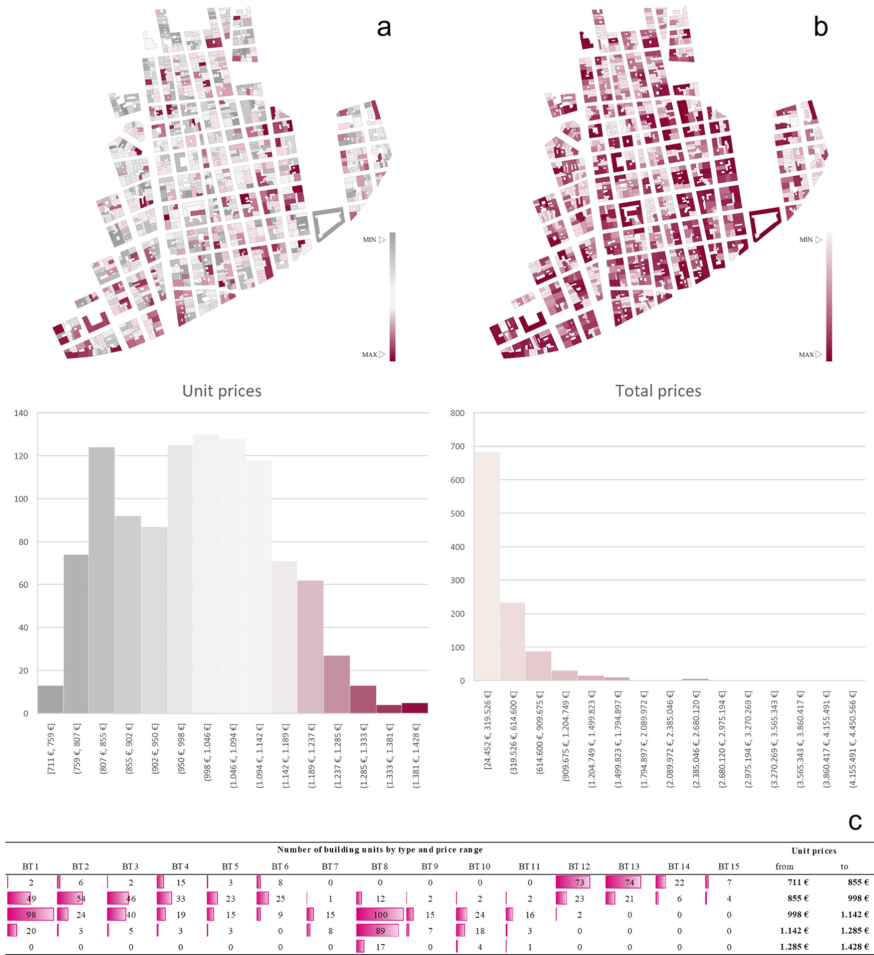 a
b
MIN
MAX
MIN
MAX
Unit prices
140
120
100
80
60
40
20
0
[711 €, 759 €]
(759 €, 807 €]
(807 €, 855 €]
(855 €, 902 €]
(902 €, 950 €]
(950 €, 998 €]
(998 €, 1.046 €]
(1.046 €, 1.094 €]
(1.094 €, 1.142 €]
(1.142 €, 1.189 €]
(1.189 €, 1.237 €]
(1.237 €, 1.285 €]
(1.285 €, 1.333 €]
(1.333 €, 1.381 €]
(1.381 €, 1.428 €]
Total prices
800
700
600
500
400
300
200
100
0
[24.452 €, 319.526 €]
(319.526 €, 614.600 €]
(614.600 €, 909.675 €]
(909.675 €, 1.204.749 €]
(1.204.749 €, 1.499.823 €]
(1.499.823 €, 1.794.897 €]
(1.794.897 €, 2.089.972 €]
(2.089.972 €, 2.385.046 €]
(2.385.046 €, 2.680.120 €]
(2.680.120 €, 2.975.194 €]
(2.975.194 €, 3.270.269 €]
(3.270.269 €, 3.565.343 €]
(3.565.343 €, 3.860.417 €]
(3.860.417 €, 4.155.491 €]
(4.155.491 €, 4.450.566 €]
c
Number of building units by type and price range Unit prices
BT 1 BT 2 BT 3 BT 4 BT 5 BT 6 BT 7 BT 8 BT 9 BT 10 BT 11 BT 12 BT 13 BT 14 BT 15 from to
2 6 2 15 3 8 0 0 0 0 0 73 74 22 7 711 € 855 €
49 54 46 33 23 25 1 12 2 2 2 23 21 6 4 855 € 998 €
98 24 40 19 15 9 15 100 15 24 16 2 0 0 0 998 € 1.142 €
20 3 5 3 3 0 8 89 7 18 3 0 0 0 0 1.142 € 1.285 €
0 0 0 0 0 0 0 17 0 4 1 0 0 0 0 1.285 € 1.428 €